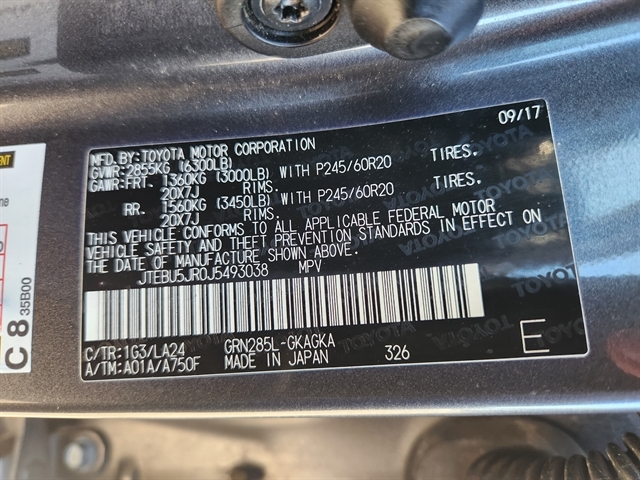 09/17
MFD. BY:TOYOTA MOTOR CORPORATION
GVWR:2855KG (6300LB)
GAWR:FRT. 1360KG (3000LB) WITH P245/60R20 TIRES.
20X7J RIMS.
RR. 1560KG (3450LB) WITH P245/60R20 TIRES.
20X7J RIMS.
THIS VEHICLE CONFORMS TO ALL APPLICABLE FEDERAL MOTOR
VEHICLE SAFETY AND THEFT PREVENTION STANDARDS IN EFFECT ON
THE DATE OF MANUFACTURE SHOWN ABOVE.
JTEBU5JR0J5493038 MPV
C/TR:1G3/LA24 GRN285L-GKAGKA
A/TM:A01A/A750F MADE IN JAPAN 326 E
C 8 35B00
TOYOTA